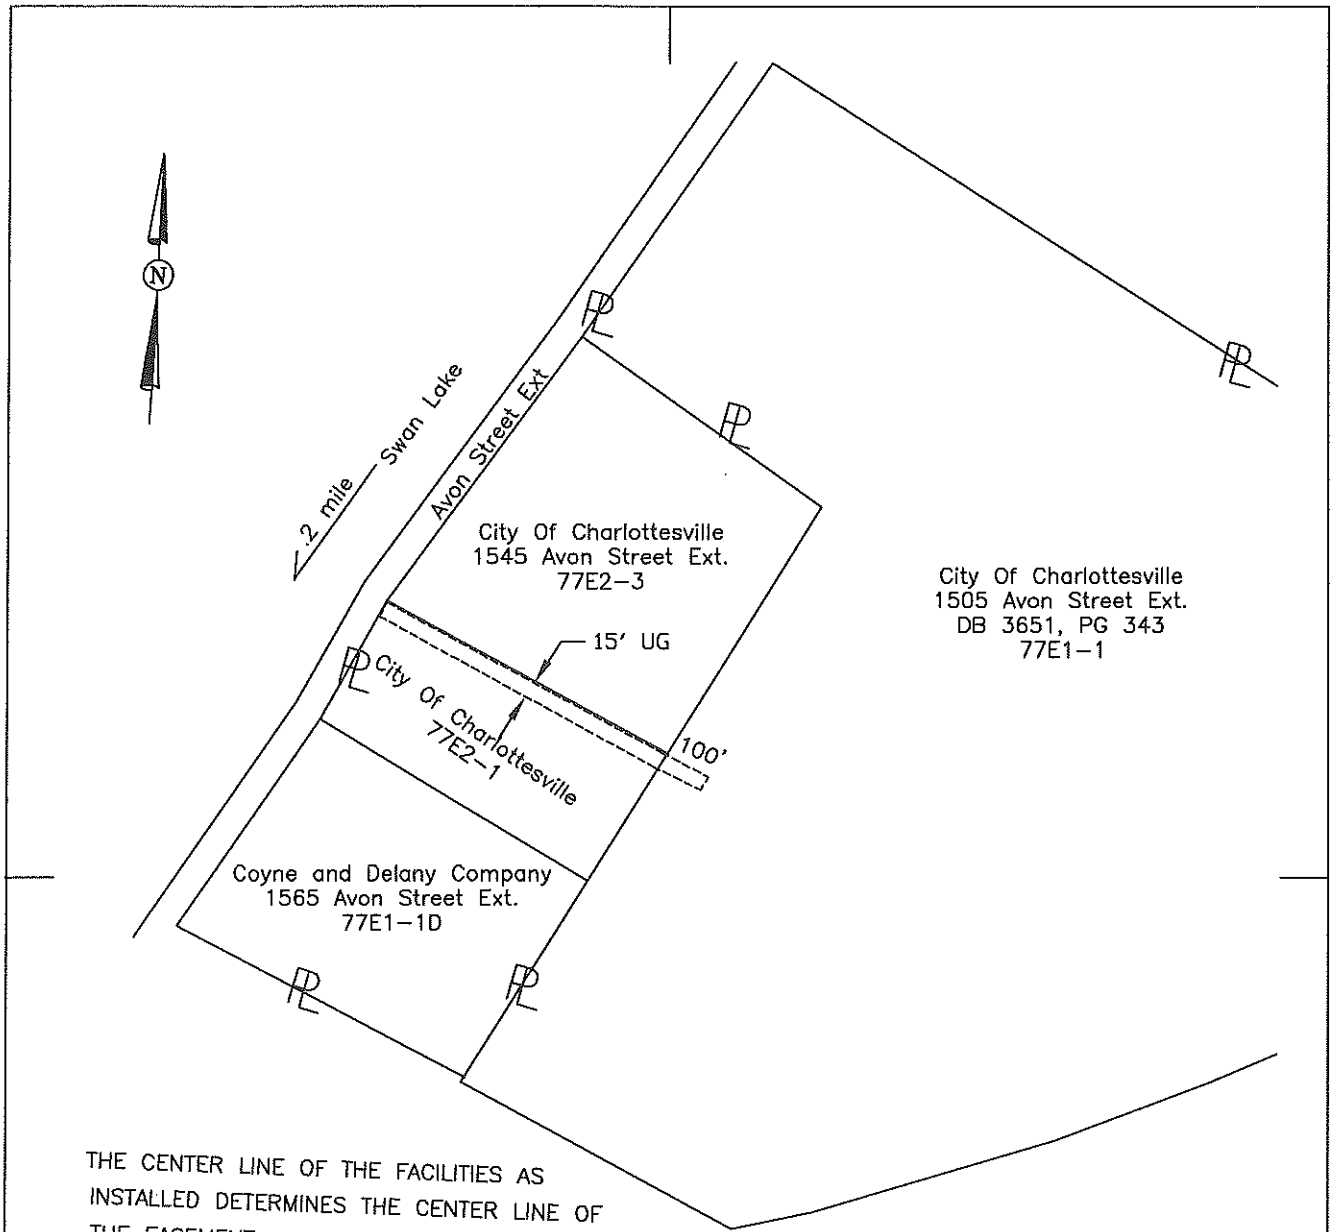 N
.2 mile
Swan Lake
Avon Street Ext
PL
PL
PL
City Of Charlottesville
1545 Avon Street Ext.
77E2-3
City Of Charlottesville
1505 Avon Street Ext.
DB 3651, PG 343
77E1-1
15' UG
PL
City Of Charlottesville
77E2-1
100'
Coyne and Delany Company
1565 Avon Street Ext.
77E1-1D
PL
PL
THE CENTER LINE OF THE FACILITIES AS
INSTALLED DETERMINES THE CENTER LINE OF
THE EASEMENT